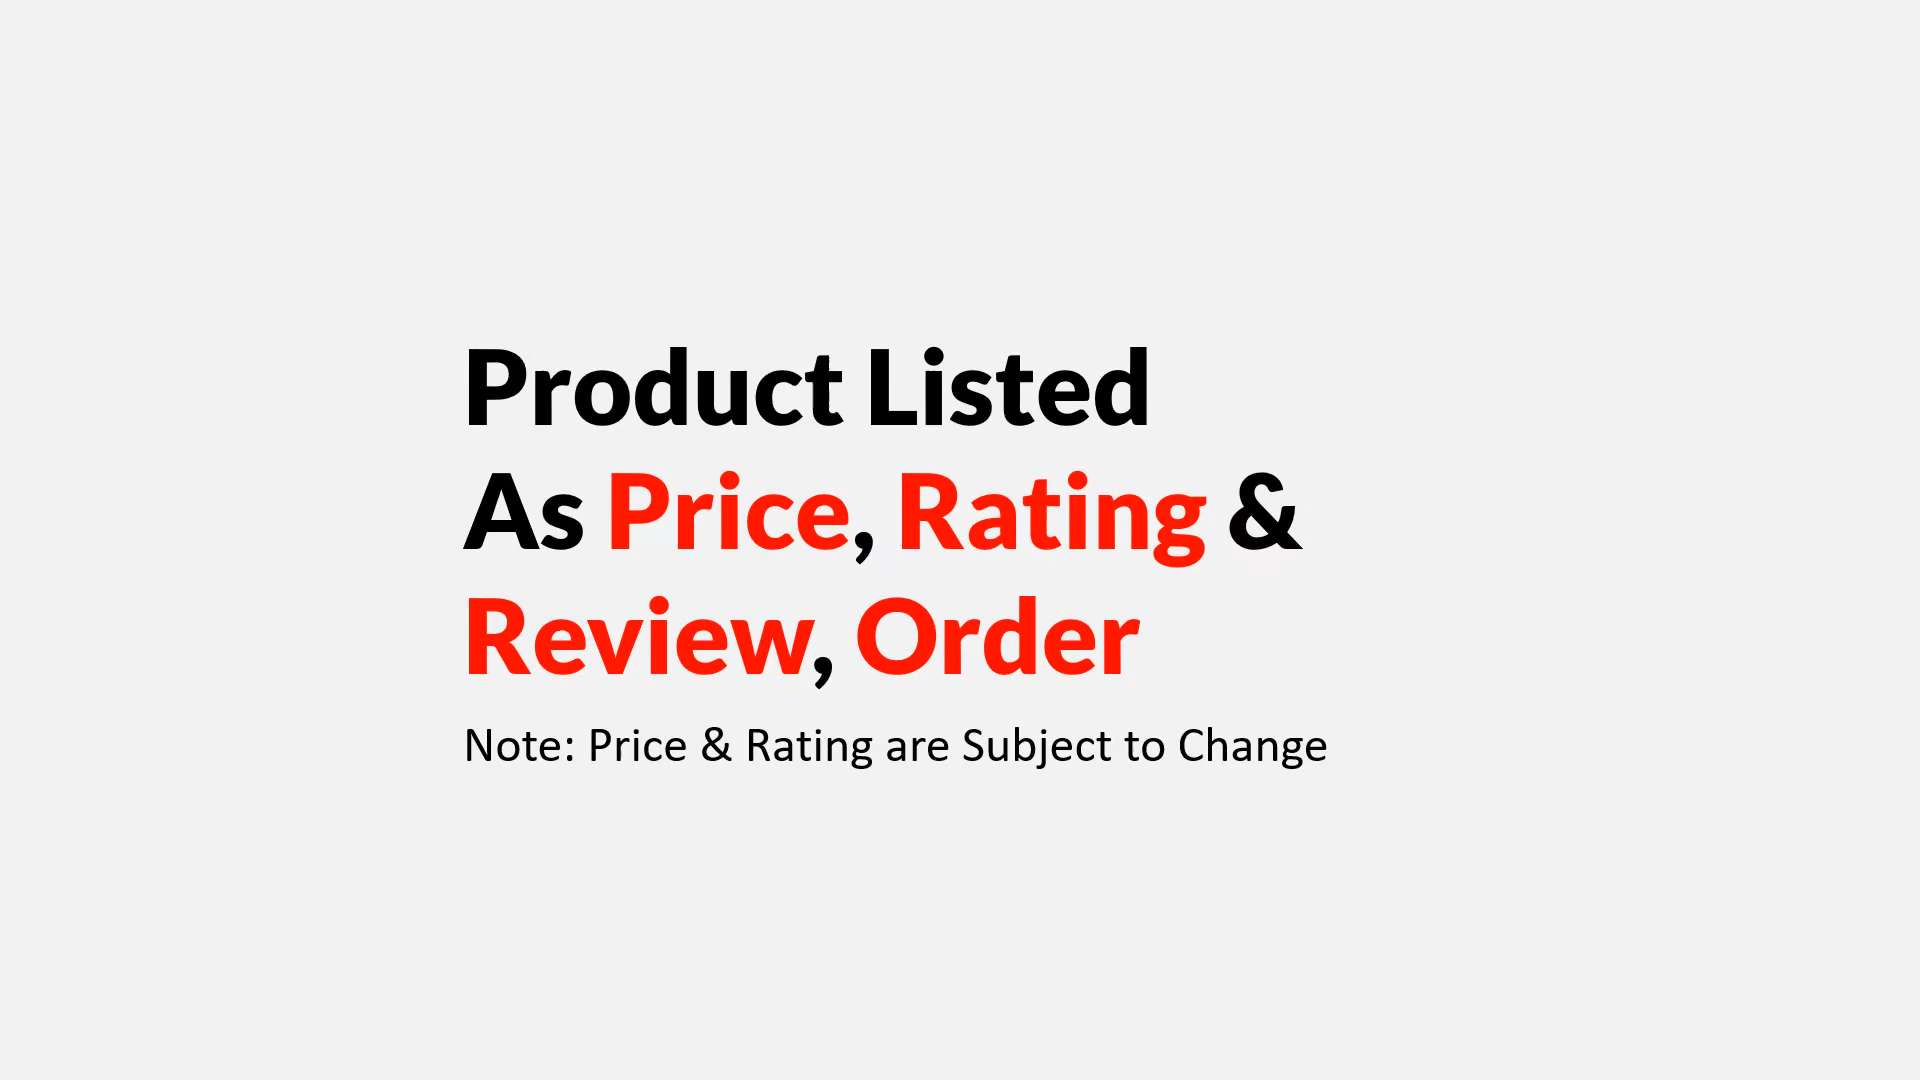 Product Listed
As Price, Rating &
Review, Order
Note: Price & Rating are Subject to Change